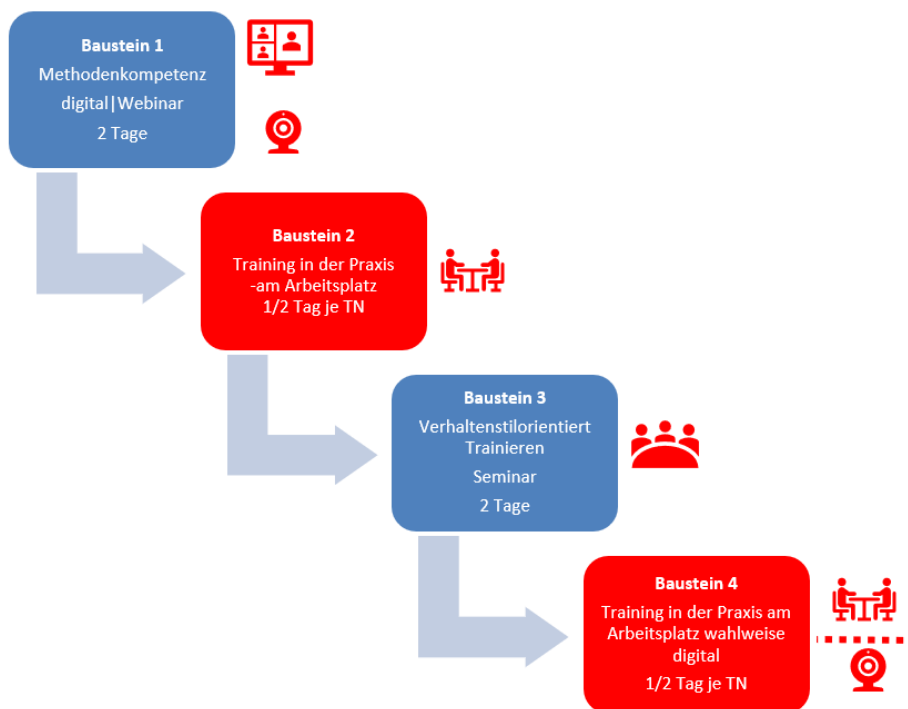 Baustein 1
Methodenkompetenz
digital|Webinar
2 Tage
Baustein 2
Training in der Praxis
-am Arbeitsplatz
1/2 Tag je TN
Baustein 3
Verhaltenstilorientiert
Trainieren
Seminar
2 Tage
Baustein 4
Training in der Praxis am
Arbeitsplatz wahlweise
digital
1/2 Tag je TN